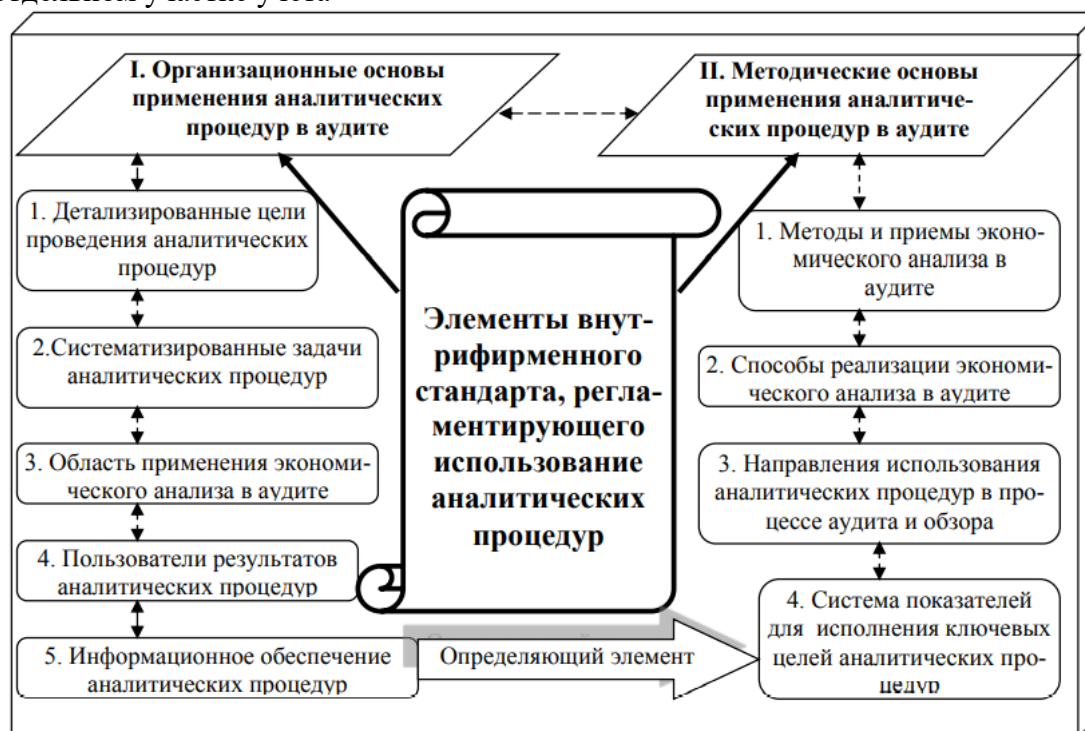 отдельном участке учета
I. Организационные основы
применения аналитических
процедур в аудите
II. Методические основы
применения аналитиче-
ских процедур в аудите
1. Детализированные цели
проведения аналитических
процедур
2.Систематизированные задачи
аналитических процедур
3. Область применения экономи-
ческого анализа в аудите
4. Пользователи результатов
аналитических процедур
5. Информационное обеспечение
аналитических процедур
Элементы внут-
рифирменного
стандарта, регла-
ментирующего
использование
аналитических
процедур
Определяющий элемент
1. Методы и приемы эконо-
мического анализа в
аудите
2. Способы реализации экономи-
ческого анализа в аудите
3. Направления использования
аналитических процедур в про-
цессе аудита и обзора
4. Система показателей
для исполнения ключевых
целей аналитических про-
цедур